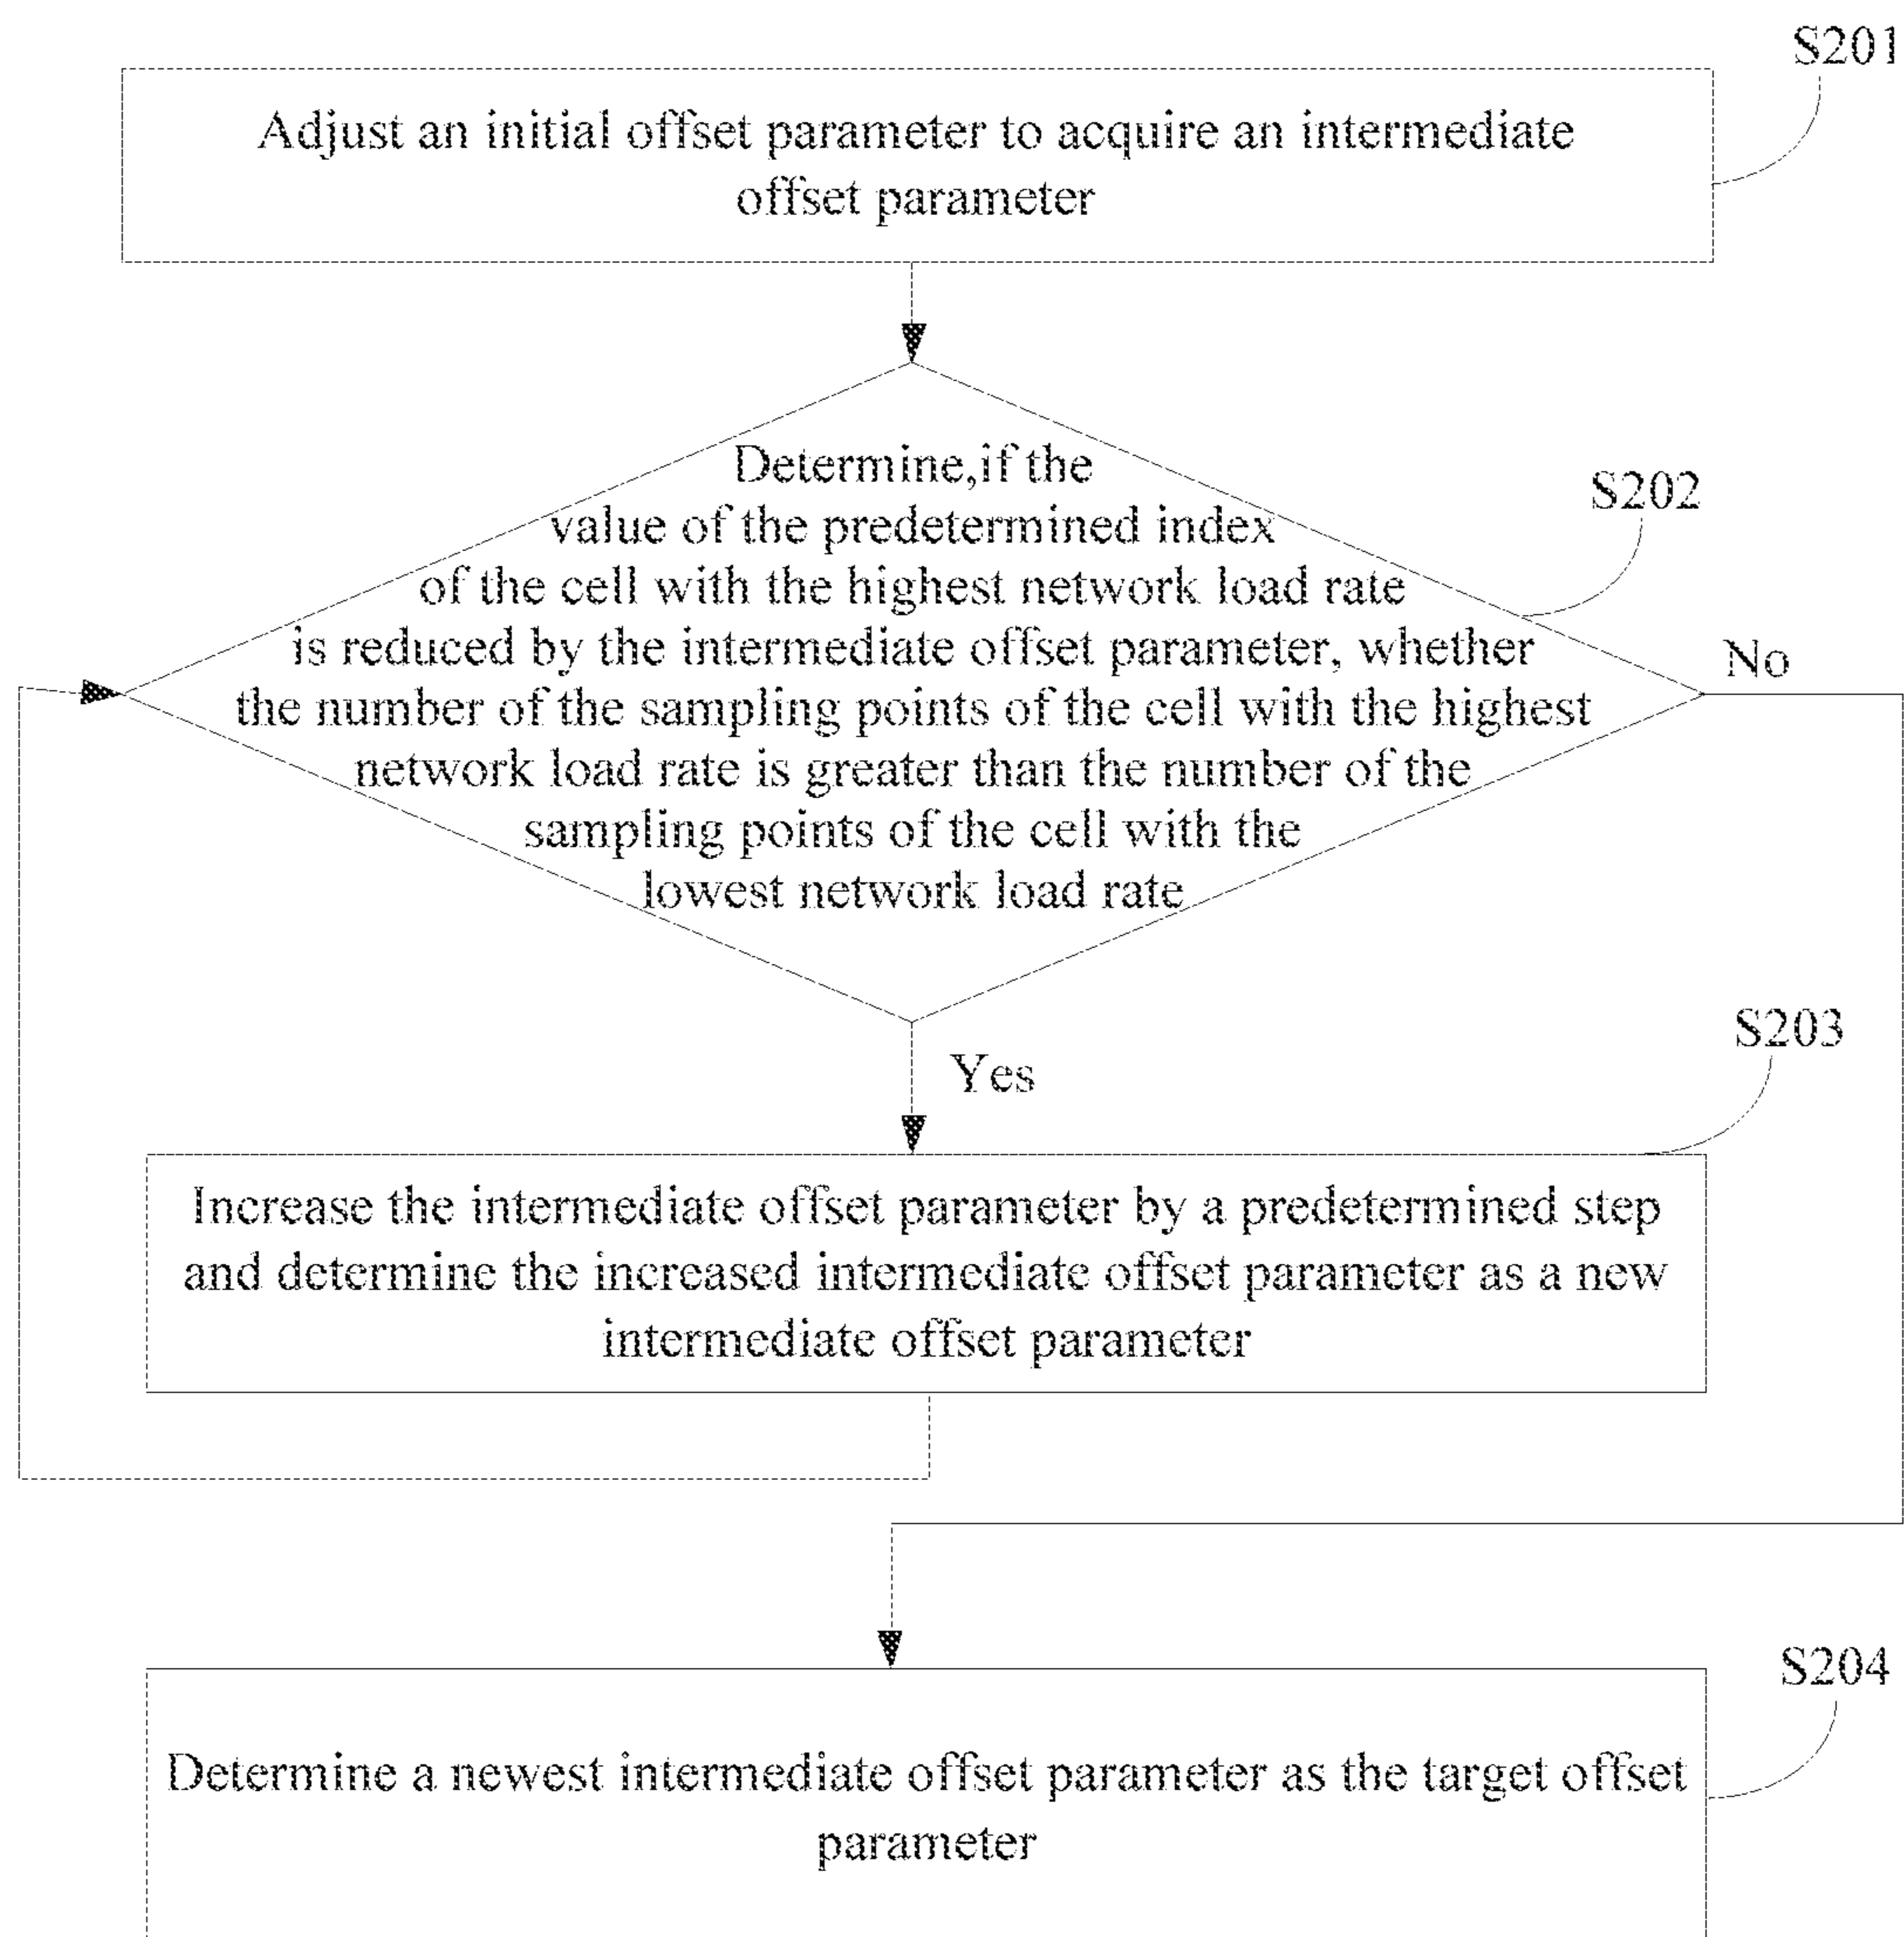 S201
Adjust an initial offset parameter to acquire an intermediate
offset parameter
Determine,if the
value of the predetermined index
of the cell with the highest network load rate
is reduced by the intermediate offset parameter, whether
the number of the sampling points of the cell with the highest
network load rate is greater than the number of the
sampling points of the cell with the
lowest network load rate
S202
No
Yes
S203
Increase the intermediate offset parameter by a predetermined step
and determine the increased intermediate offset parameter as a new
intermediate offset parameter
S204
Determine a newest intermediate offset parameter as the target offset
parameter